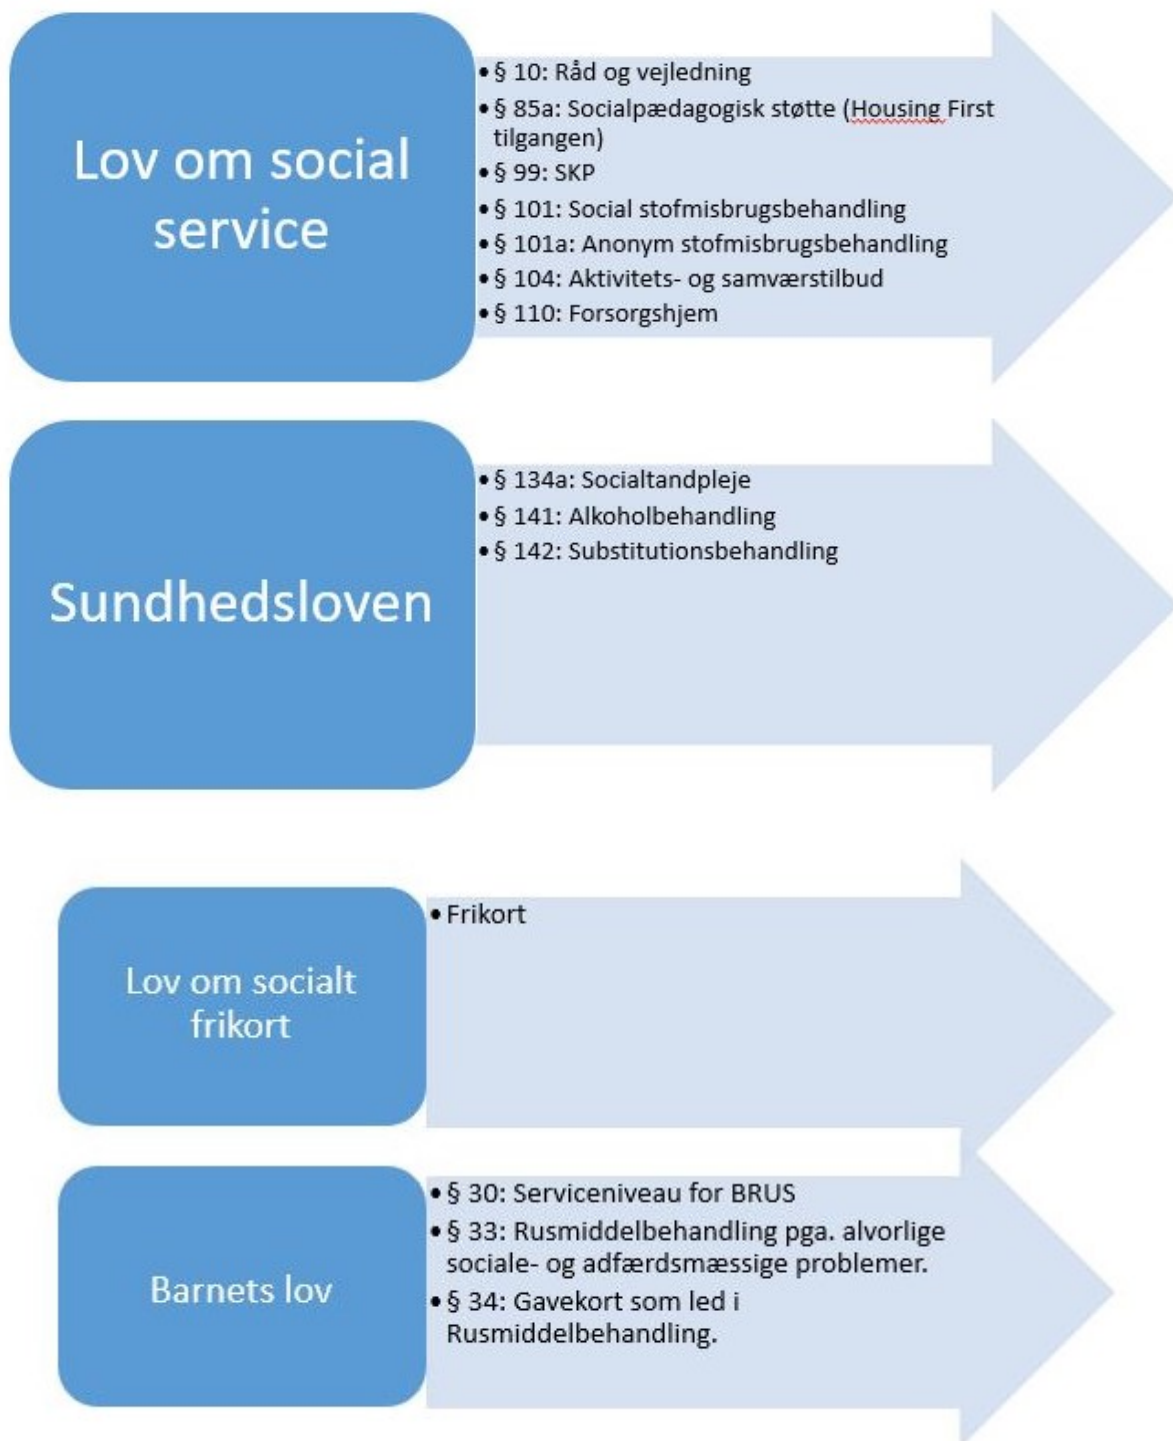 Lov om social
service
• § 10: Råd og vejledning
• § 85a: Socialpædagogisk støtte (Housing First
tilgangen)
• § 99: SKP
• § 101: Social stofmisbrugsbehandling
• § 101a: Anonym stofmisbrugsbehandling
• § 104: Aktivitets- og samværstilbud
• § 110: Forsorgshjem
Sundhedsloven
• § 134a: Socialtandpleje
• § 141: Alkoholbehandling
• § 142: Substitutionsbehandling
Lov om socialt
frikort
• Frikort
Barnets lov
• § 30: Serviceniveau for BRUS
• § 33: Rusmiddelbehandling pga. alvorlige
sociale- og adfærdsmæssige problemer.
• § 34: Gavekort som led i
Rusmiddelbehandling.